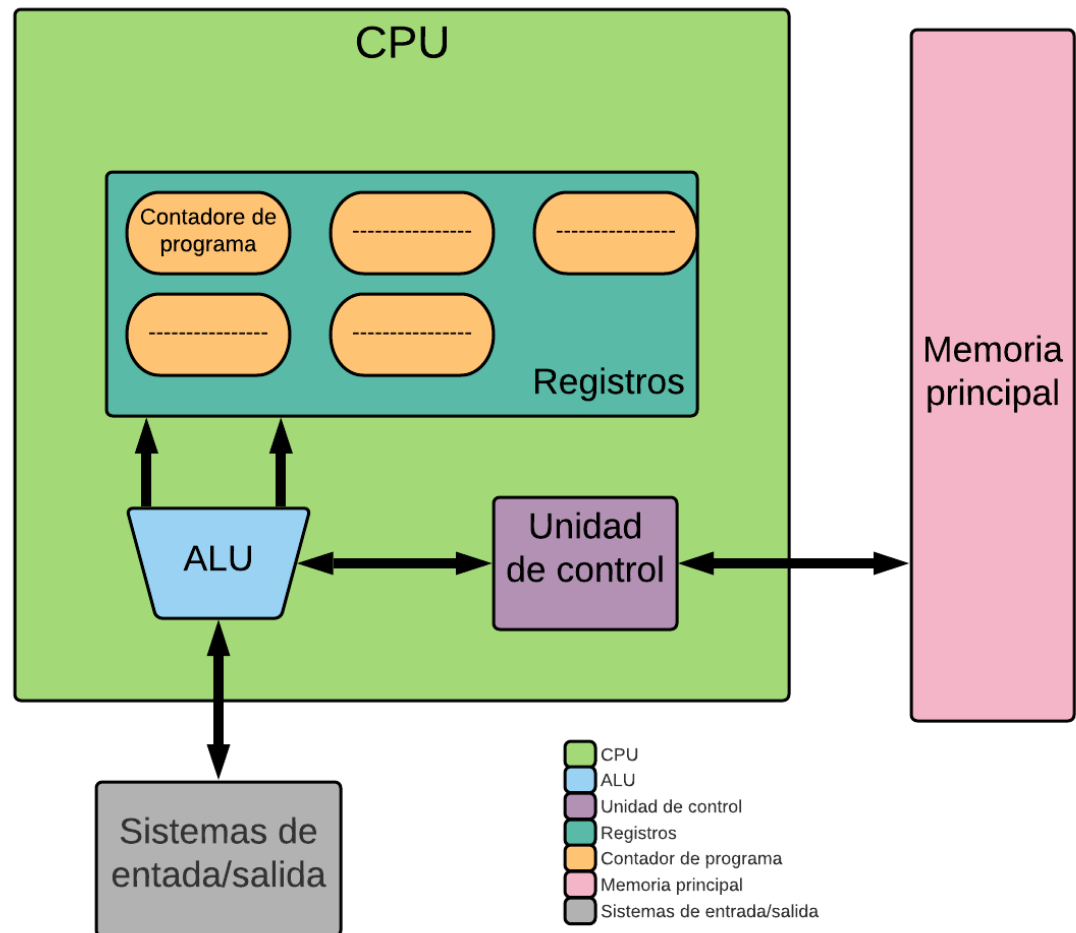 CPU
Contadore de
programa
----------------
----------------
----------------
----------------
Registros
Memoria
principal
ALU
Unidad
de control
Sistemas de
entada/salida
CPU
ALU
Unidad de control
Registros
Contador de programa
Memoria principal
Sistemas de entrada/salida